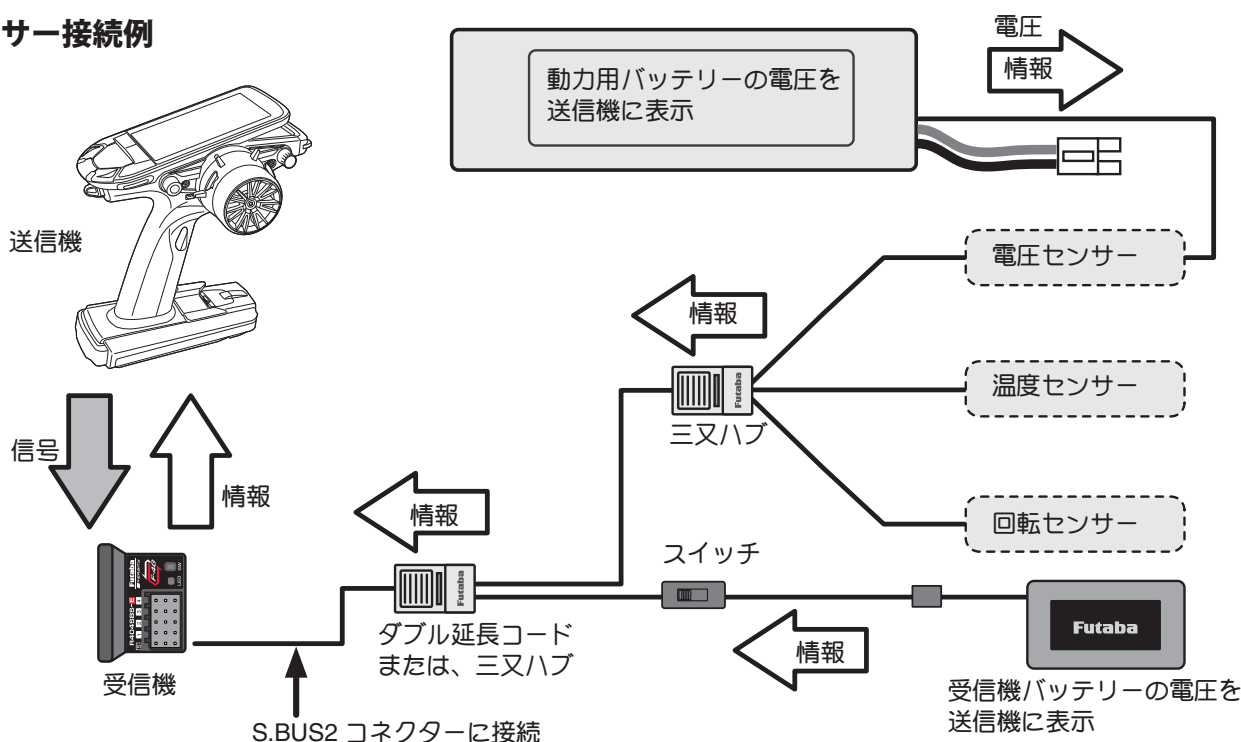 サー接続例
電圧
情報
動力用バッテリーの電圧を
送信機に表示
送信機
電圧センサー
情報
温度センサー
Futaba
三又ハブ
信号
情報
情報
回転センサー
スイッチ
Futaba
Futaba
R404SBS-E
Futaba
ダブル延長コード
または、三又ハブ
情報
受信機
受信機バッテリーの電圧を
送信機に表示
S.BUS2 コネクターに接続